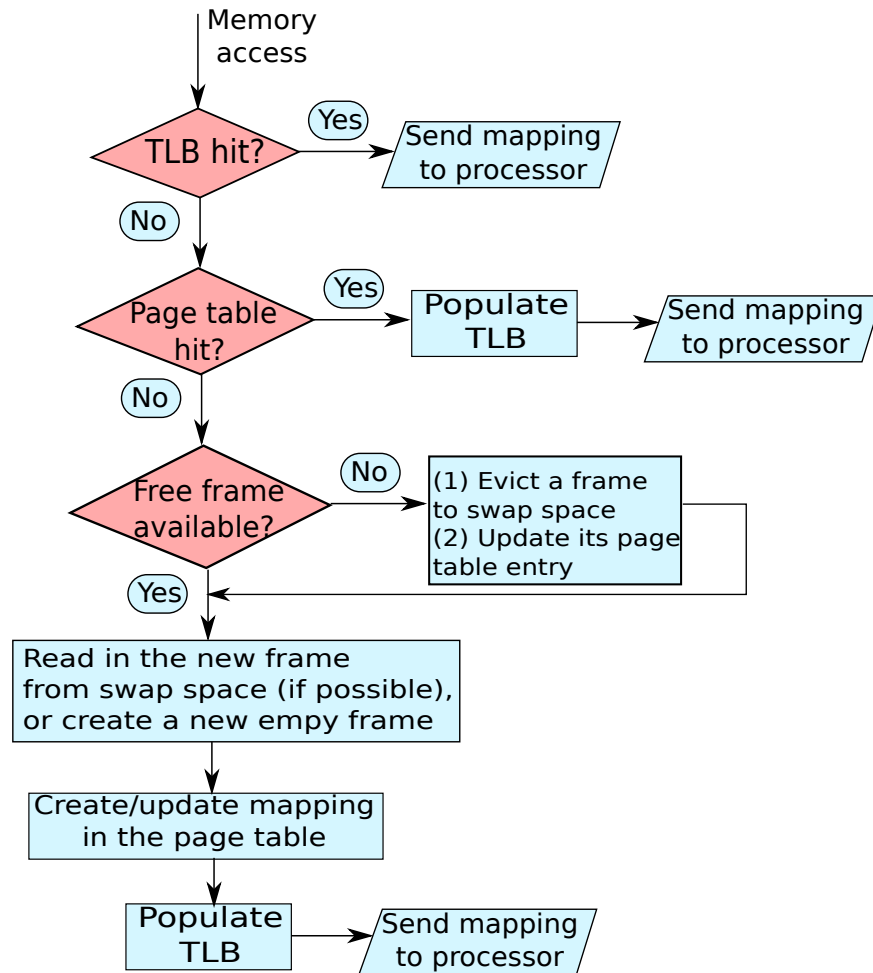 Memory
access
TLB hit?
Yes
Send mapping
to processor
No
Page table
hit?
Yes
Populate
TLB
Send mapping
to processor
No
Free frame
available?
No
(1) Evict a frame
to swap space
(2) Update its page
table entry
Yes
Read in the new frame
from swap space (if possible),
or create a new empy frame
Create/update mapping
in the page table
Populate
TLB
Send mapping
to processor